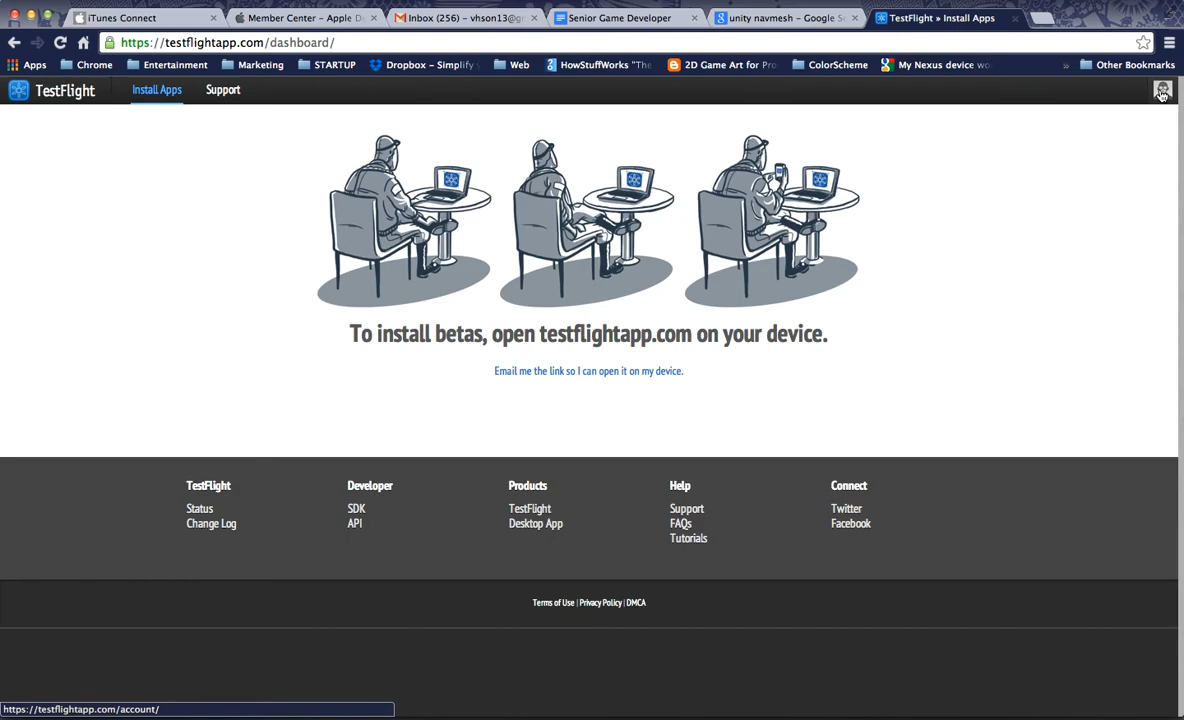 iTunes Connect
Member Center - Apple De
Inbox (256) - vhson13@g
Senior Game Developer
unity navmesh - Google Se
TestFlight » Install Apps
https://testflightapp.com/dashboard/
Apps
Chrome
Entertainment
Marketing
STARTUP
Dropbox - Simplify
Web
HowStuffWorks "The
2D Game Art for Pro
ColorScheme
My Nexus device wo
»
Other Bookmarks
TestFlight
Install Apps
Support
To install betas, open testflightapp.com on your device.
Email me the link so I can open it on my device.
TestFlight
Status
Change Log
Developer
SDK
API
Products
TestFlight
Desktop App
Help
Support
FAQs
Tutorials
Connect
Twitter
Facebook
Terms of Use | Privacy Policy | DMCA
https://testflightapp.com/account/